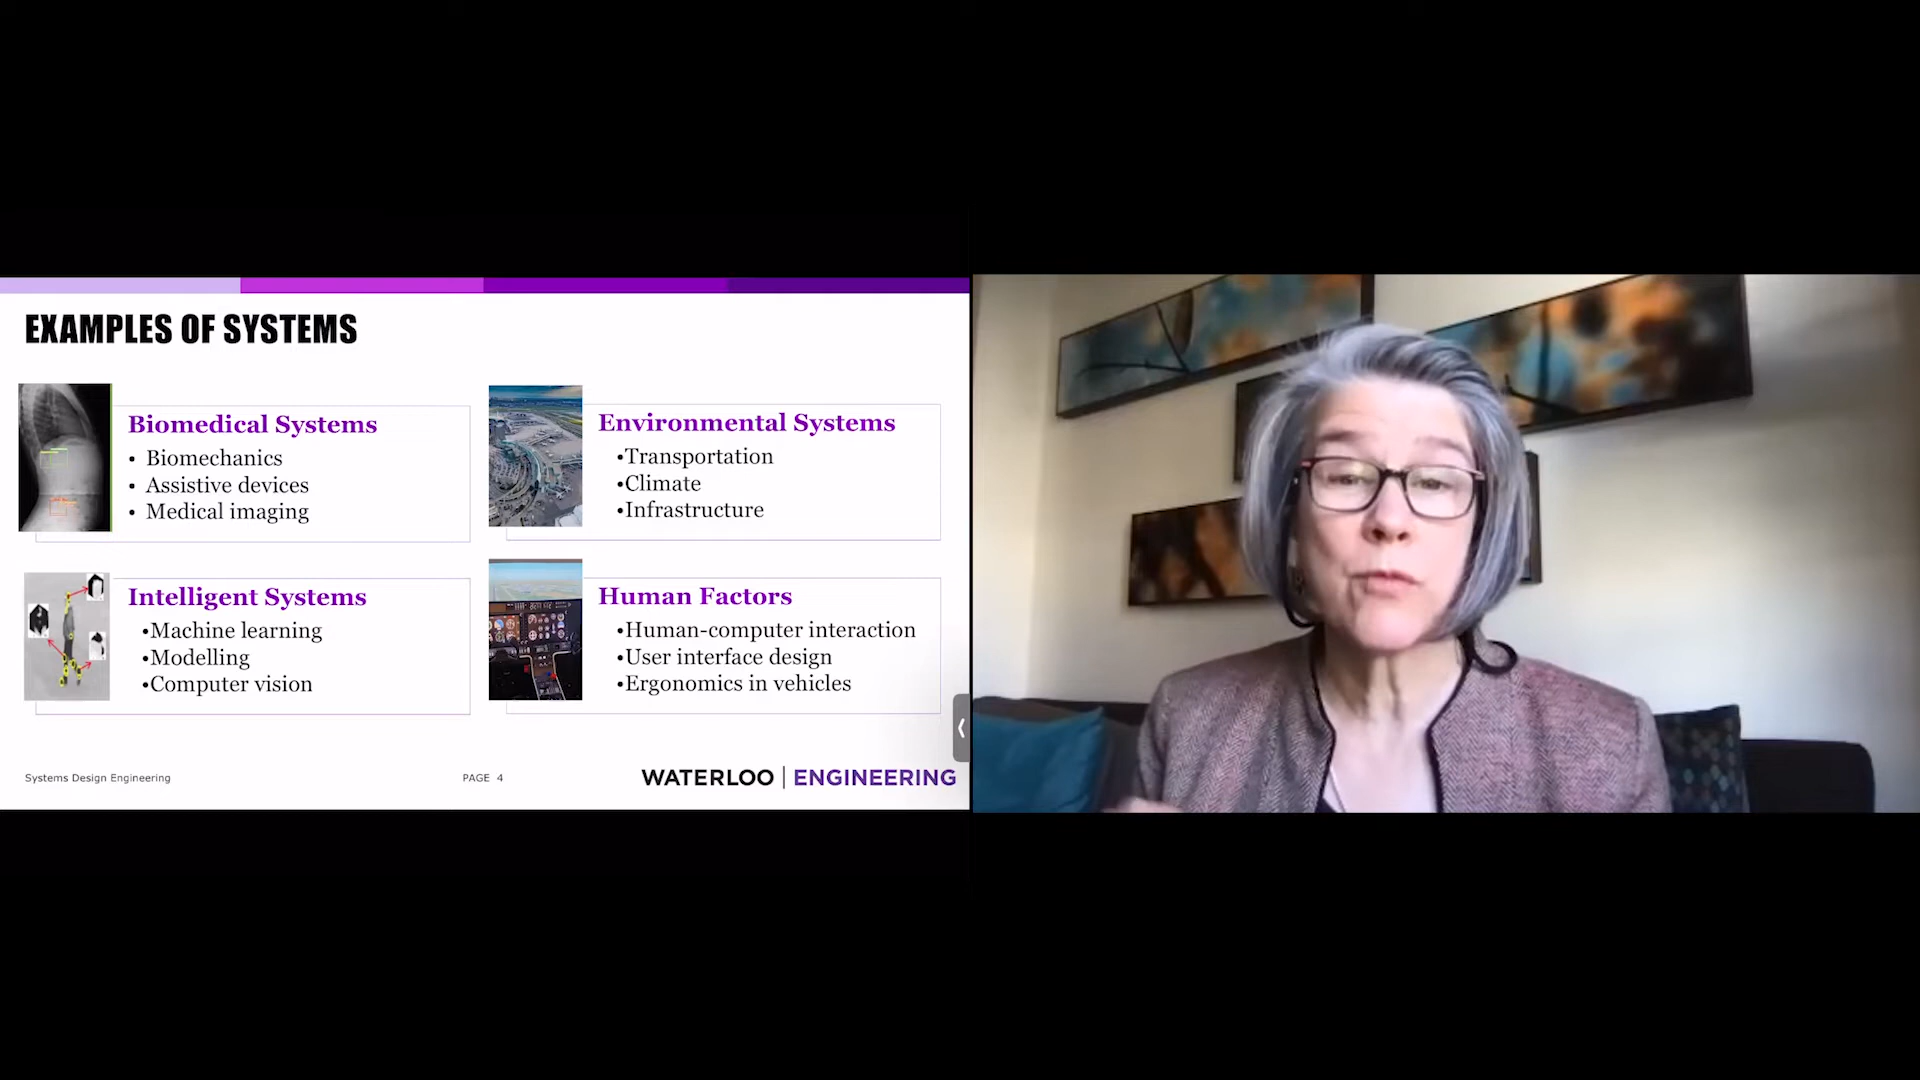 EXAMPLES OF SYSTEMS
Biomedical Systems
• Biomechanics
• Assistive devices
• Medical imaging
Environmental Systems
•Transportation
•Climate
•Infrastructure
Intelligent Systems
•Machine learning
•Modelling
•Computer vision
Human Factors
•Human-computer interaction
•User interface design
•Ergonomics in vehicles
Systems Design Engineering
PAGE 4
WATERLOO | ENGINEERING